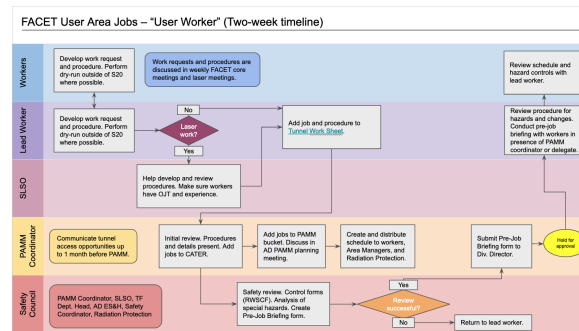 FACET User Area Jobs – “User Worker” (Two-week timeline)
Workers
Develop work request
and procedure. Perform
dry-run outside of S20
where possible.
Work requests and procedures are
discussed in weekly FACET core
meetings and laser meetings.
Review schedule and
hazard controls with
lead worker.
Lead Worker
Develop work request
and procedure. Perform
dry-run outside of S20
where possible.
Laser
work?
No
Yes
Add job and procedure to
Tunnel Work Sheet.
Review procedure for
hazards and changes.
Conduct pre-job
briefing with workers in
presence of PAMM
coordinator or delegate.
SLSO
Help develop and review
procedures. Make sure workers
have OJT and experience.
PAMM
Coordinator
Communicate tunnel
access opportunities up
to 1 month before PAMM.
Initial review. Procedures
and details present. Add
jobs to CATER.
Add jobs to PAMM
bucket. Discuss in
AD PAMM planning
meeting.
Create and distribute
schedule to workers,
Area Managers, and
Radiation Protection.
Submit Pre-Job
Briefing form to
Div. Director.
Hold for
approval
Safety
Council
PAMM Coordinator, SLSO, TF
Dept. Head, AD ES&H, Safety
Coordinator, Radiation Protection
Safety review. Control forms
(RWSCF). Analysis of
special hazards. Create
Pre-Job Briefing form.
Review
successful?
Yes
No
Return to lead worker.